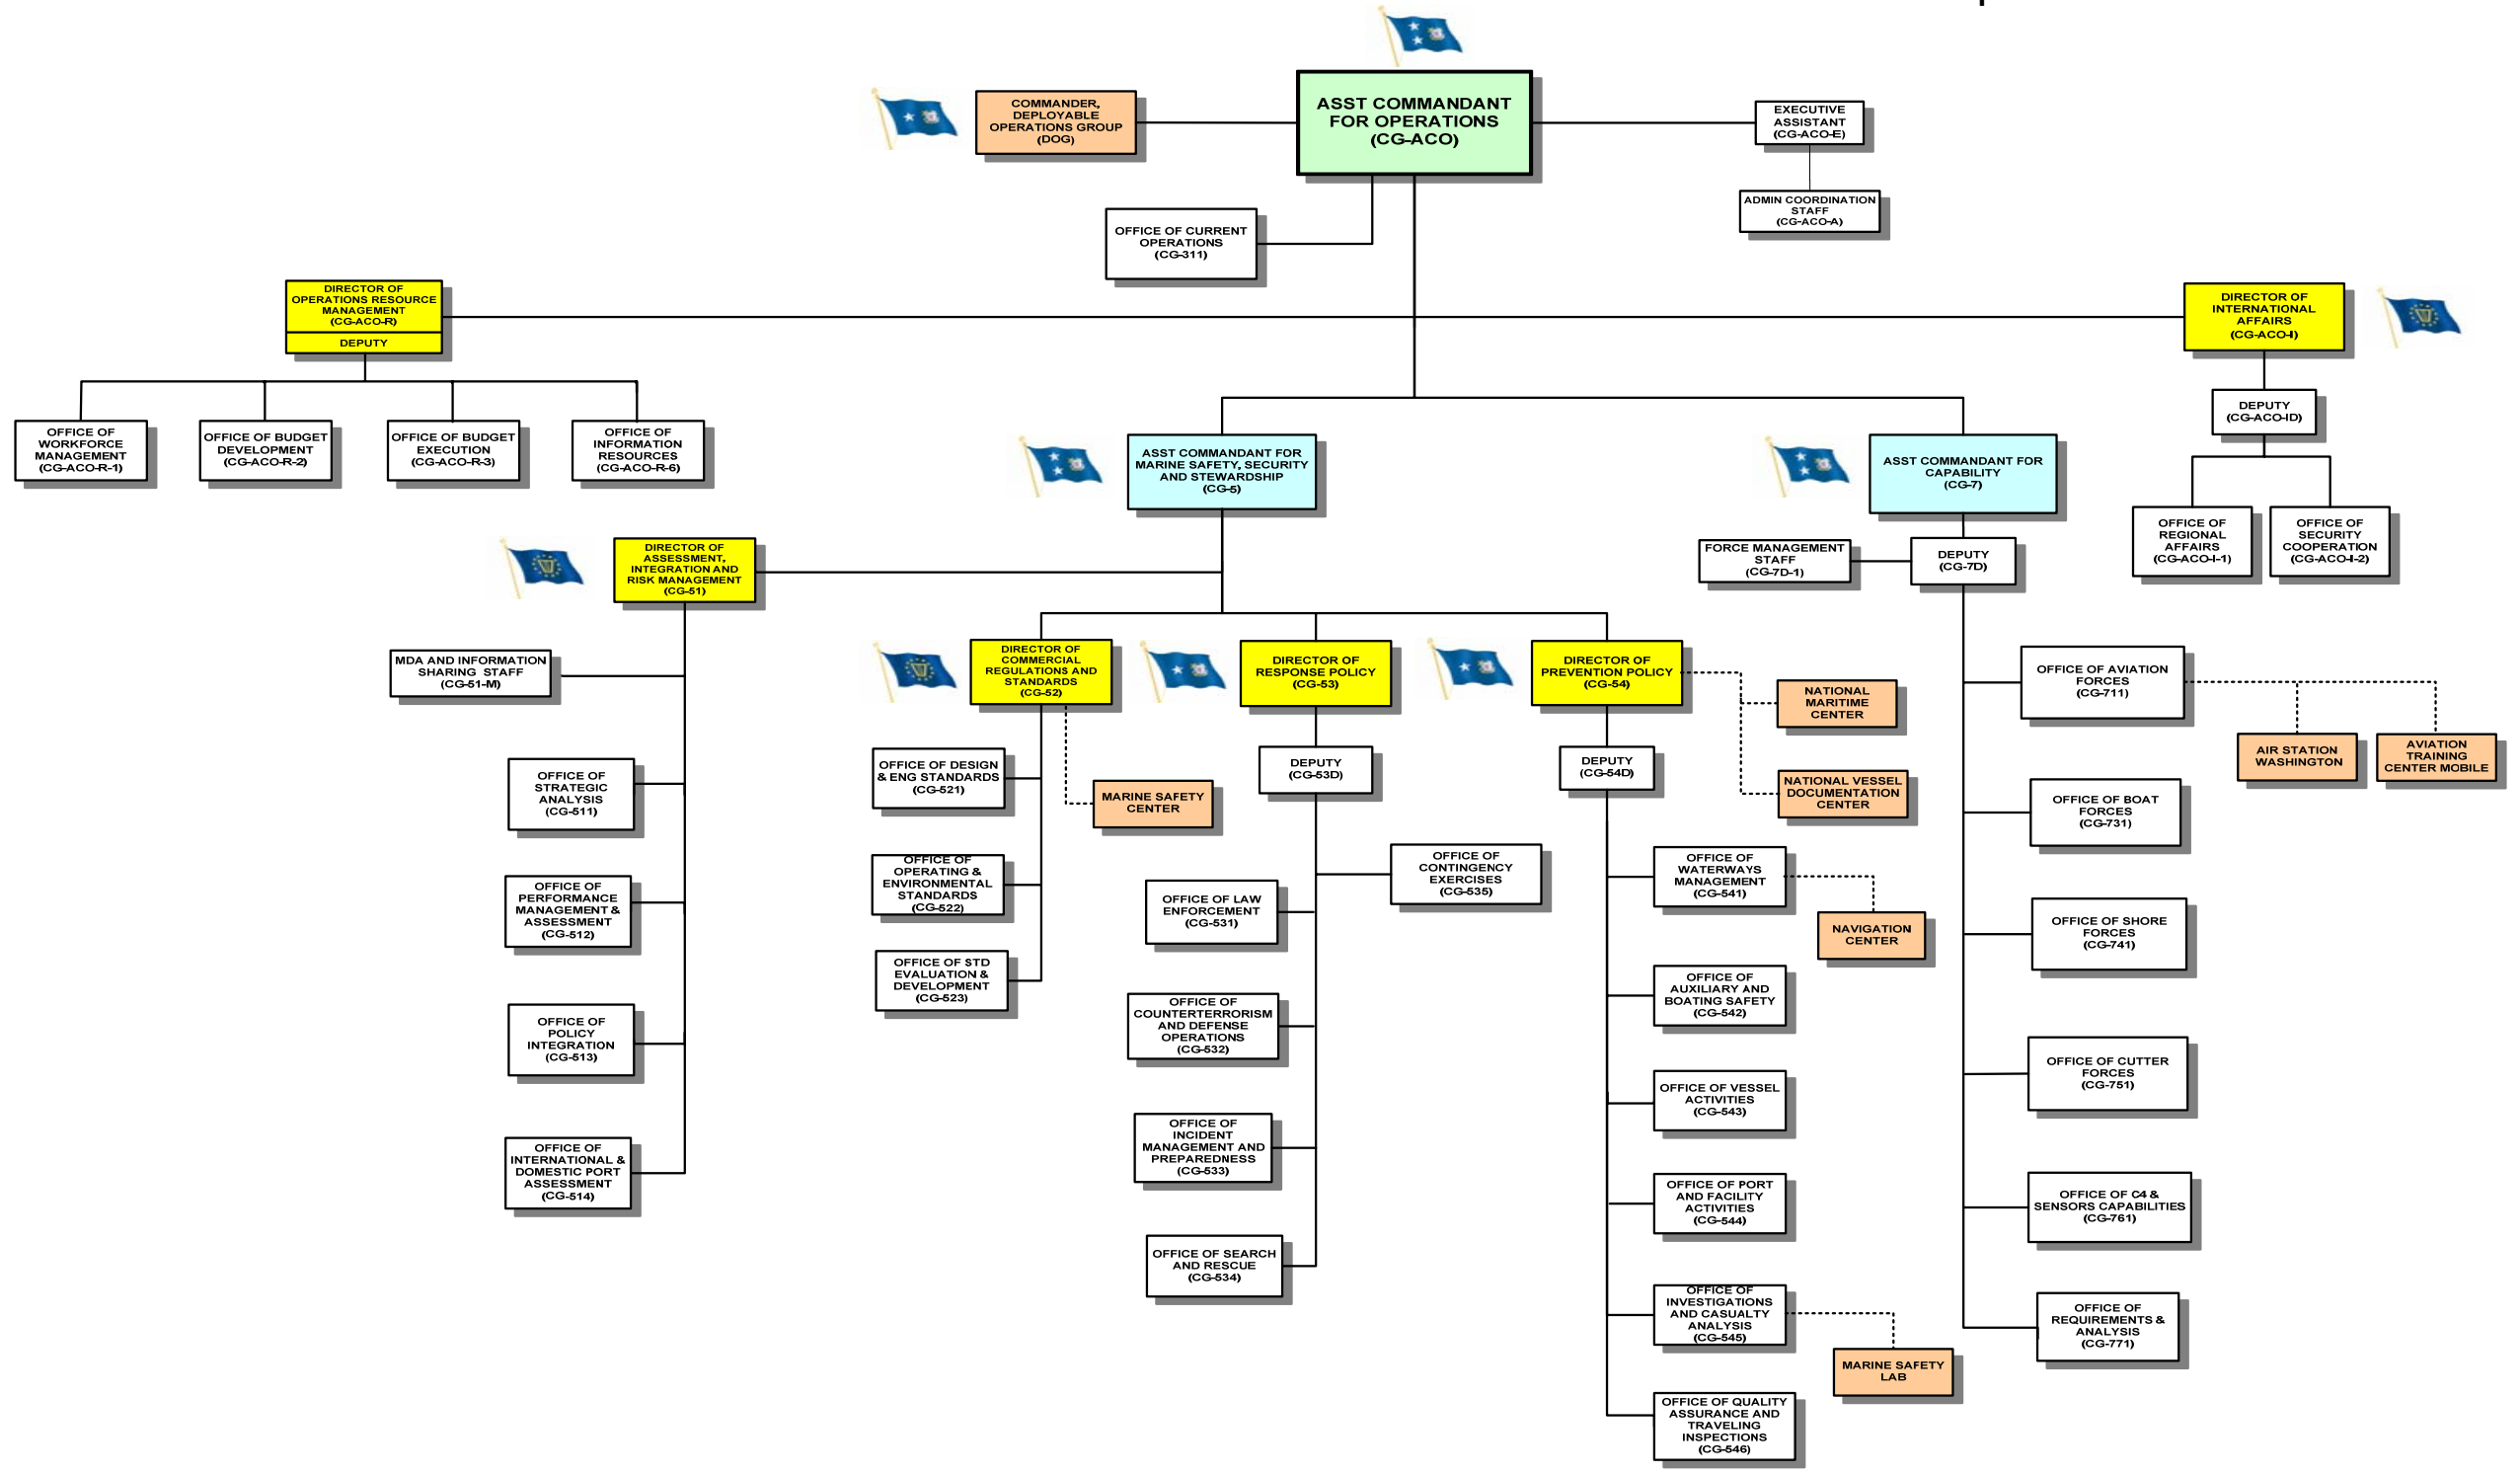 ASST COMMANDANT
FOR OPERATIONS
(CG-ACO)
COMMANDER,
DEPLOYABLE
OPERATIONS GROUP
(DOG)
EXECUTIVE
ASSISTANT
(CG-ACO-E)
ADMIN COORDINATION
STAFF
(CG-ACO-A)
OFFICE OF CURRENT
OPERATIONS
(CG-311)
DIRECTOR OF
OPERATIONS RESOURCE
MANAGEMENT
(CG-ACO-R)
DEPUTY
DIRECTOR OF
INTERNATIONAL
AFFAIRS
(CG-ACO-I)
OFFICE OF
WORKFORCE
MANAGEMENT
(CG-ACO-R-1)
OFFICE OF BUDGET
DEVELOPMENT
(CG-ACO-R-2)
OFFICE OF BUDGET
EXECUTION
(CG-ACO-R-3)
OFFICE OF
INFORMATION
RESOURCES
(CG-ACO-R-6)
DEPUTY
(CG-ACO-ID)
OFFICE OF
REGIONAL
AFFAIRS
(CG-ACO-I-1)
OFFICE OF
SECURITY
COOPERATION
(CG-ACO-I-2)
ASST COMMANDANT FOR
MARINE SAFETY, SECURITY
AND STEWARDSHIP
(CG-5)
ASST COMMANDANT FOR
CAPABILITY
(CG-7)
DIRECTOR OF
ASSESSMENT,
INTEGRATION AND
RISK MANAGEMENT
(CG-51)
FORCE MANAGEMENT
STAFF
(CG-7D-1)
DEPUTY
(CG-7D)
MDA AND INFORMATION
SHARING STAFF
(CG-51-M)
OFFICE OF
STRATEGIC
ANALYSIS
(CG-511)
OFFICE OF
PERFORMANCE
MANAGEMENT &
ASSESSMENT
(CG-512)
OFFICE OF
POLICY
INTEGRATION
(CG-513)
OFFICE OF
INTERNATIONAL &
DOMESTIC PORT
ASSESSMENT
(CG-514)
DIRECTOR OF
COMMERCIAL
REGULATIONS AND
STANDARDS
(CG-52)
OFFICE OF DESIGN
& ENG STANDARDS
(CG-521)
MARINE SAFETY
CENTER
OFFICE OF
OPERATING &
ENVIRONMENTAL
STANDARDS
(CG-522)
OFFICE OF STD
EVALUATION &
DEVELOPMENT
(CG-523)
DIRECTOR OF
RESPONSE POLICY
(CG-53)
DEPUTY
(CG-53D)
OFFICE OF
CONTINGENCY
EXERCISES
(CG-535)
OFFICE OF LAW
ENFORCEMENT
(CG-531)
OFFICE OF
COUNTERTERRORISM
AND DEFENSE
OPERATIONS
(CG-532)
OFFICE OF
INCIDENT
MANAGEMENT AND
PREPAREDNESS
(CG-533)
OFFICE OF SEARCH
AND RESCUE
(CG-534)
DIRECTOR OF
PREVENTION POLICY
(CG-54)
NATIONAL
MARITIME
CENTER
DEPUTY
(CG-54D)
NATIONAL VESSEL
DOCUMENTATION
CENTER
OFFICE OF
WATERWAYS
MANAGEMENT
(CG-541)
NAVIGATION
CENTER
OFFICE OF
AUXILIARY AND
BOATING SAFETY
(CG-542)
OFFICE OF VESSEL
ACTIVITIES
(CG-543)
OFFICE OF PORT
AND FACILITY
ACTIVITIES
(CG-544)
OFFICE OF
INVESTIGATIONS
AND CASUALTY
ANALYSIS
(CG-545)
MARINE SAFETY
LAB
OFFICE OF QUALITY
ASSURANCE AND
TRAVELING
INSPECTIONS
(CG-546)
OFFICE OF AVIATION
FORCES
(CG-711)
AIR STATION
WASHINGTON
AVIATION
TRAINING
CENTER MOBILE
OFFICE OF BOAT
FORCES
(CG-731)
OFFICE OF SHORE
FORCES
(CG-741)
OFFICE OF CUTTER
FORCES
(CG-751)
OFFICE OF C4 &
SENSORS CAPABILITIES
(CG-761)
OFFICE OF
REQUIREMENTS &
ANALYSIS
(CG-771)